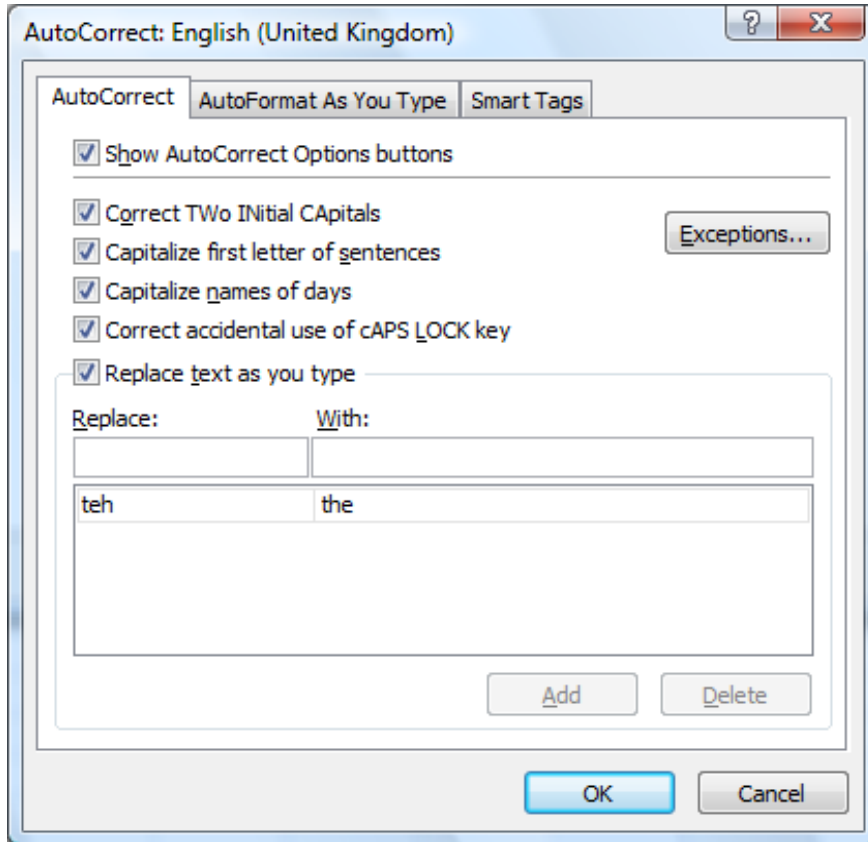 AutoCorrect: English (United Kingdom)
AutoCorrect AutoFormat As You Type Smart Tags
Show AutoCorrect Options buttons
Correct TWo INitial CApitals
Exceptions...
Capitalize first letter of sentences
Capitalize names of days
Correct accidental use of cAPS LOCK key
Replace text as you type
Replace: With:
teh the
Add Delete
OK Cancel